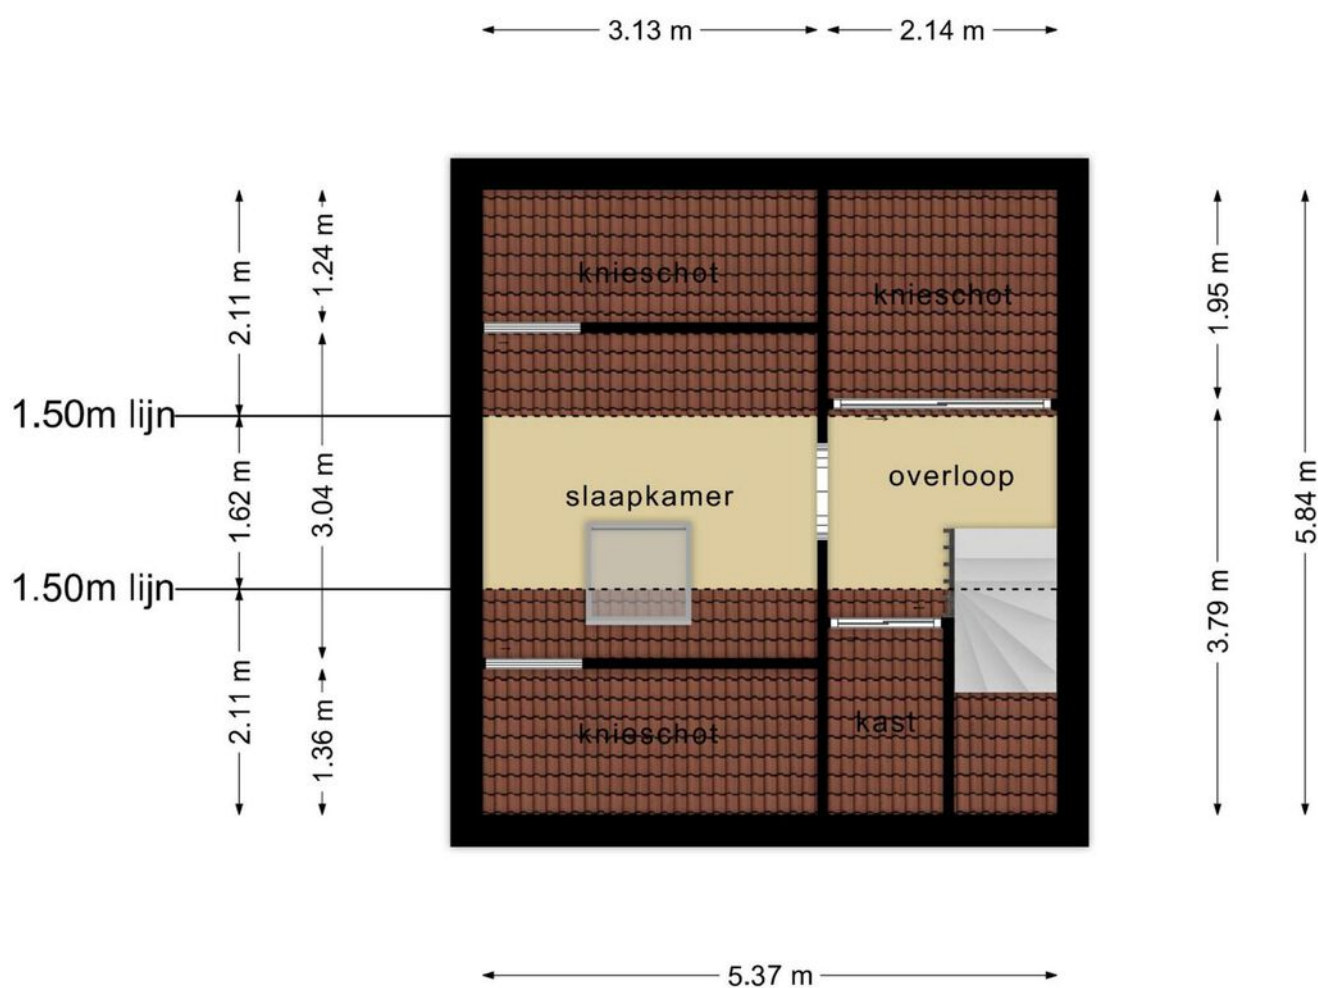 3.13 m
2.14 m
2.11 m
1.24 m
knieschot
knieschot
1.95 m
1.50m lijn
1.62 m
3.04 m
slaapkamer
overloop
5.84 m
1.50m lijn
2.11 m
1.36 m
knieschot
kast
3.79 m
5.37 m